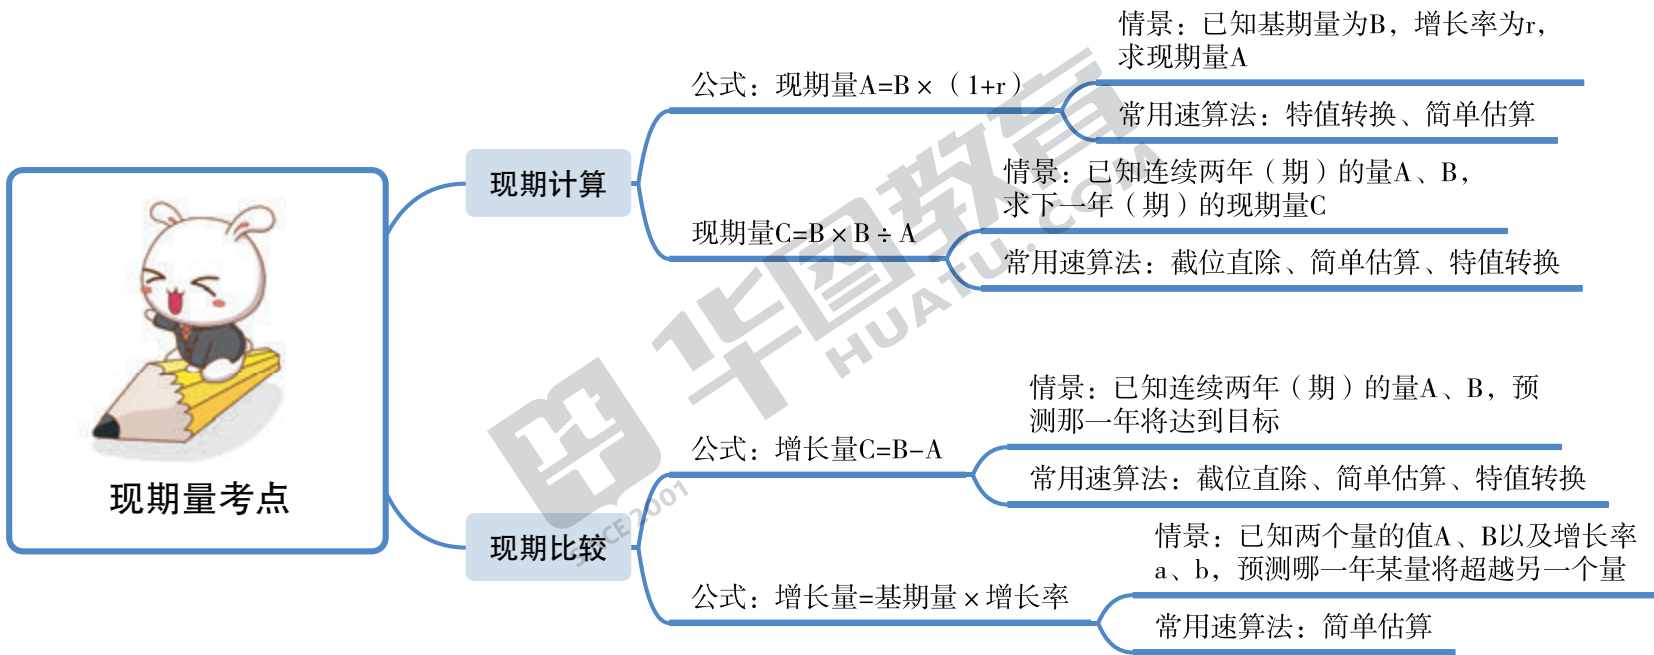 现期量考点
现期计算
公式：现期量A=B×（1+r）
情景：已知基期量为B，增长率为r，
求现期量A
常用速算法：特值转换、简单估算
现期量C=B×B÷A
情景：已知连续两年（期）的量A、B，
求下一年（期）的现期量C
常用速算法：截位直除、简单估算、特值转换
现期比较
公式：增长量C=B-A
情景：已知连续两年（期）的量A、B，预
测那一年将达到目标
常用速算法：截位直除、简单估算、特值转换
公式：增长量=基期量×增长率
情景：已知两个量的值A、B以及增长率
a、b，预测哪一年某量将超越另一个量
常用速算法：简单估算
华图教育
HUATU.COM
SINCE 2001